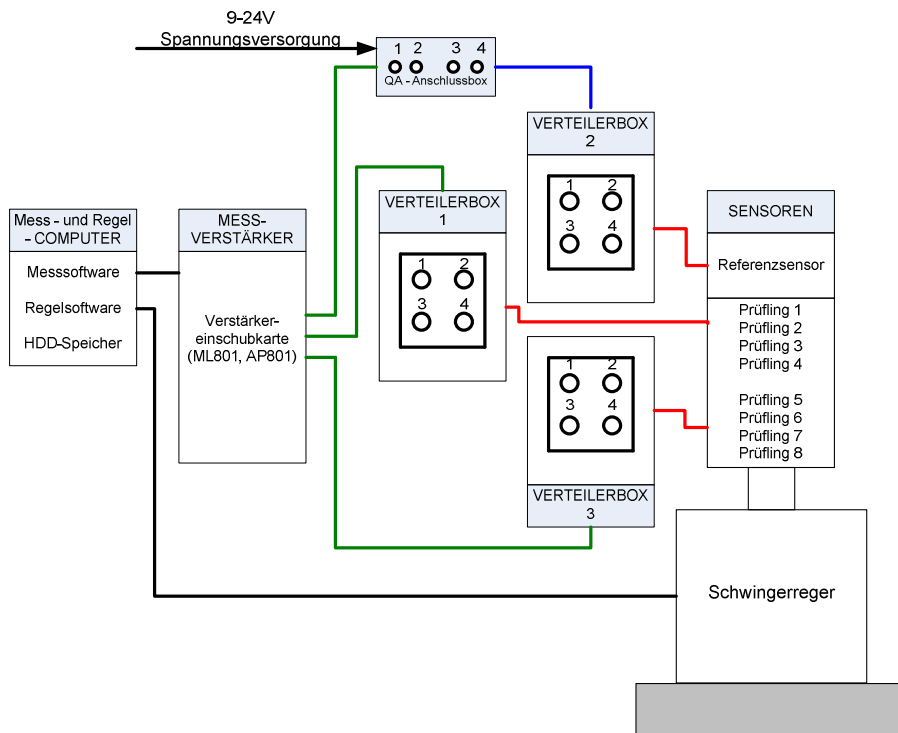 9-24V
Spannungsversorgung
1 2 3 4
QA - Anschlussbox
VERTEILERBOX
2
1 2
3 4
VERTEILERBOX
1
1 2
3 4
Mess - und Regel
- COMPUTER
Messsoftware
Regelsoftware
HDD-Speicher
MESS-
VERSTÄRKER
Verstärker-
einschubkarte
(ML801, AP801)
SENSOREN
Referenzsensor
Prüfling 1
Prüfling 2
Prüfling 3
Prüfling 4
Prüfling 5
Prüfling 6
Prüfling 7
Prüfling 8
1 2
3 4
VERTEILERBOX
3
Schwingerreger